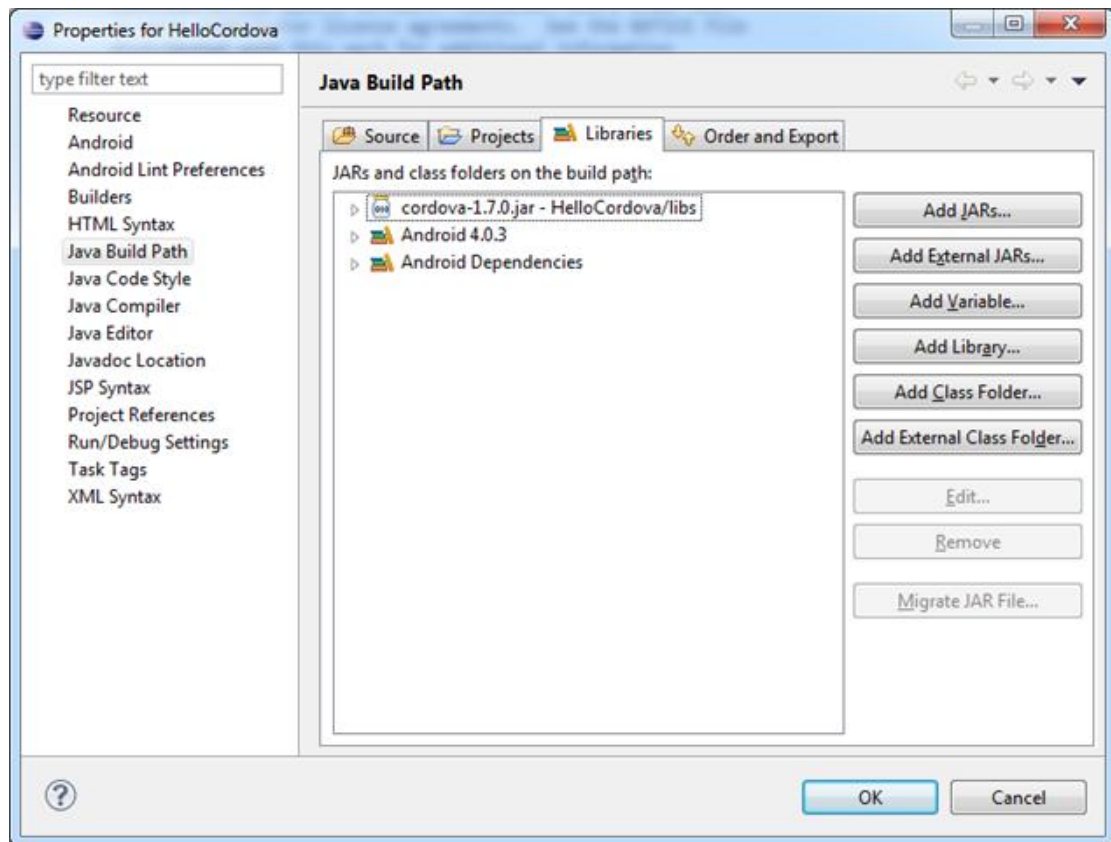 Properties for HelloCordova
type filter text
Resource
Android
Android Lint Preferences
Builders
HTML Syntax
Java Build Path
Java Code Style
Java Compiler
Java Editor
Javadoc Location
JSP Syntax
Project References
Run/Debug Settings
Task Tags
XML Syntax
Java Build Path
Source Projects Libraries Order and Export
JARs and class folders on the build path:
cordova-1.7.0.jar - HelloCordova/libs
Android 4.0.3
Android Dependencies
Add JARs...
Add External JARs...
Add Variable...
Add Library...
Add Class Folder...
Add External Class Folder...
Edit...
Remove
Migrate JAR File...
?
OK Cancel